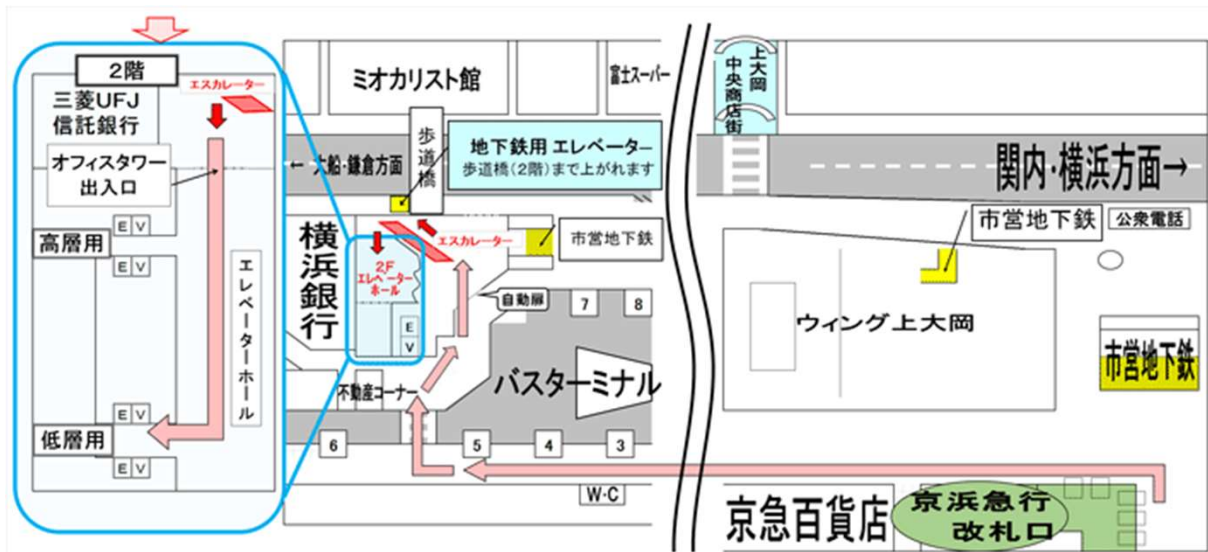 2階
エスカレーター
三菱UFJ
信託銀行
オフィスタワー
出入口
EV
高層用
EV
エレベーターホール
EV
低層用
EV
ミオカリスト館
富士スーパー
上大岡
中央商店街
歩道橋
地下鉄用 エレベーター
歩道橋(2階)まで上がれます
←大船・鎌倉方面
関内・横浜方面→
横浜銀行
エスカレーター
市営地下鉄
2F
エレベーター
ホール
EV
自動扉
7
8
不動産コーナー
バスターミナル
6
5
4
3
W・C
市営地下鉄
公衆電話
ウィング上大岡
市営地下鉄
京急百貨店
京浜急行
改札口